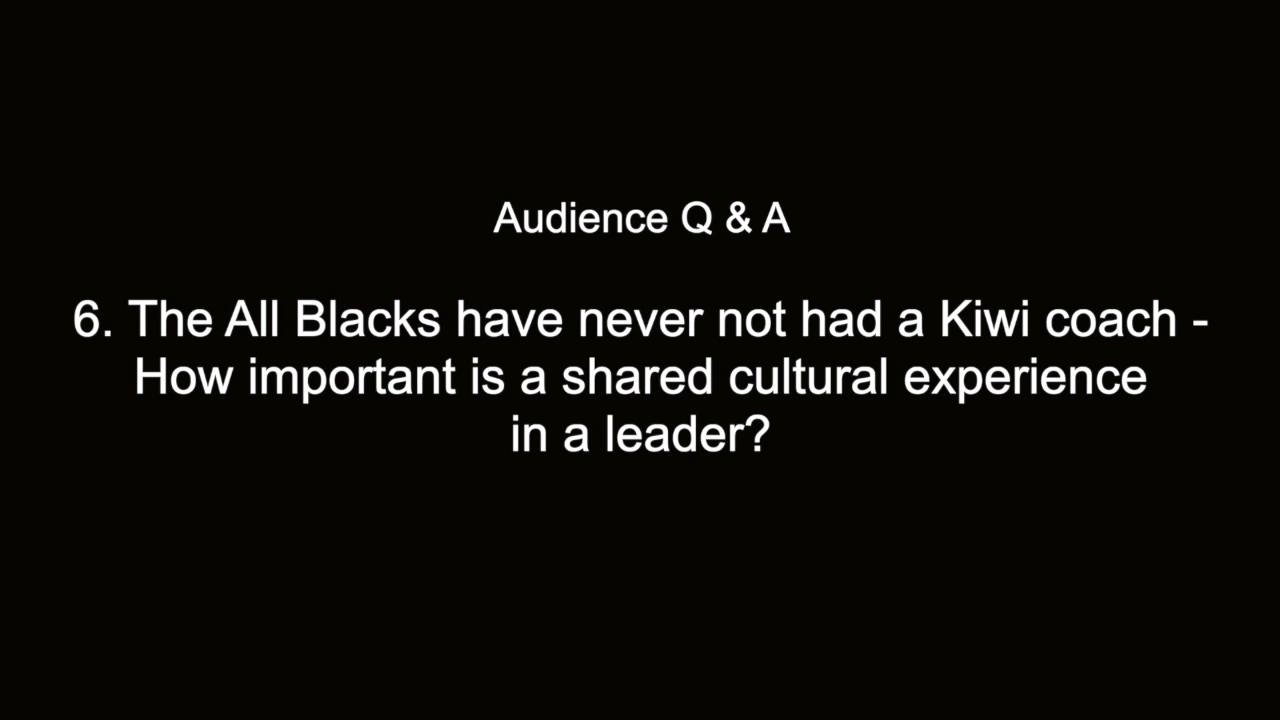 Audience Q & A
6. The All Blacks have never not had a Kiwi coach -
How important is a shared cultural experience
in a leader?